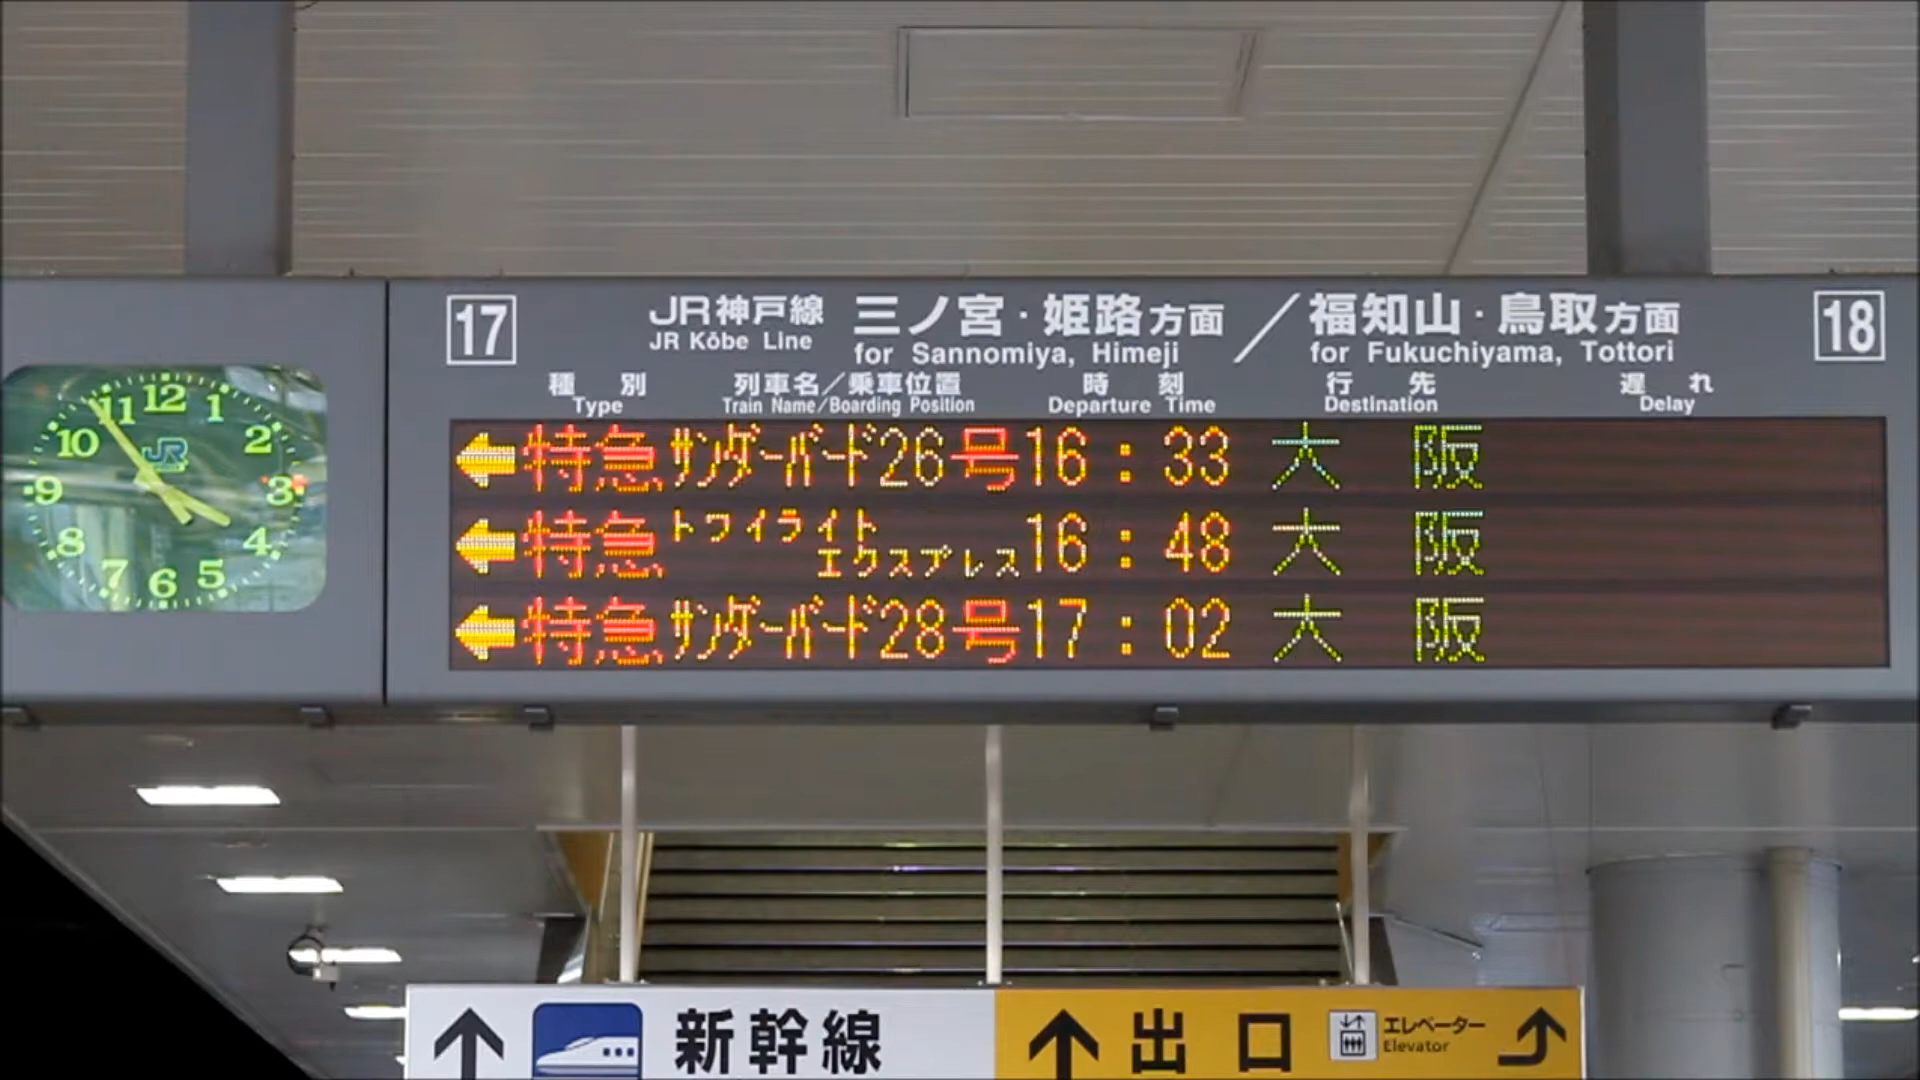 17 JR神戸線 三ノ宮・姫路方面／福知山・鳥取方面 18
JR Kōbe Line for Sannomiya, Himeji for Fukuchiyama, Tottori
種別 列車名／乗車位置 時刻 行先 遅れ
Type Train Name/Boarding Position Departure Time Destination Delay
←特急 サンダーバード26号 16:33 大阪
←特急 トワイライトエクスプレス 16:48 大阪
←特急 サンダーバード28号 17:02 大阪
12 1 2 3 4 5 6 7 8 9 10 11
JR
↑ 新幹線 ↑ 出口 エレベーター
Elevator